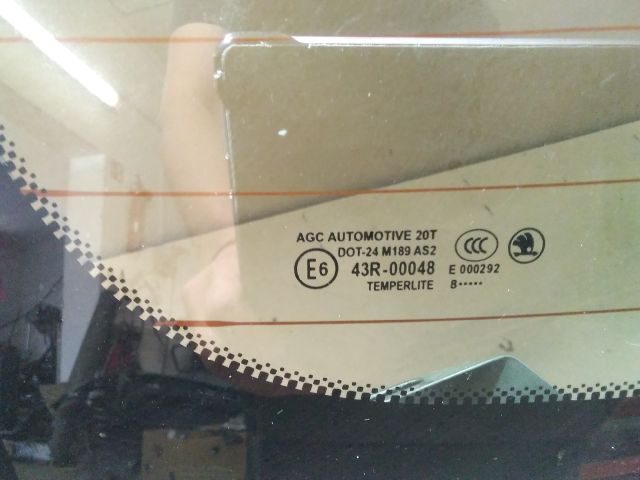 AGC AUTOMOTIVE 20T
DOT-24 M189 AS2
E6 43R-00048
TEMPERLITE
CCC
E 000292
8·····